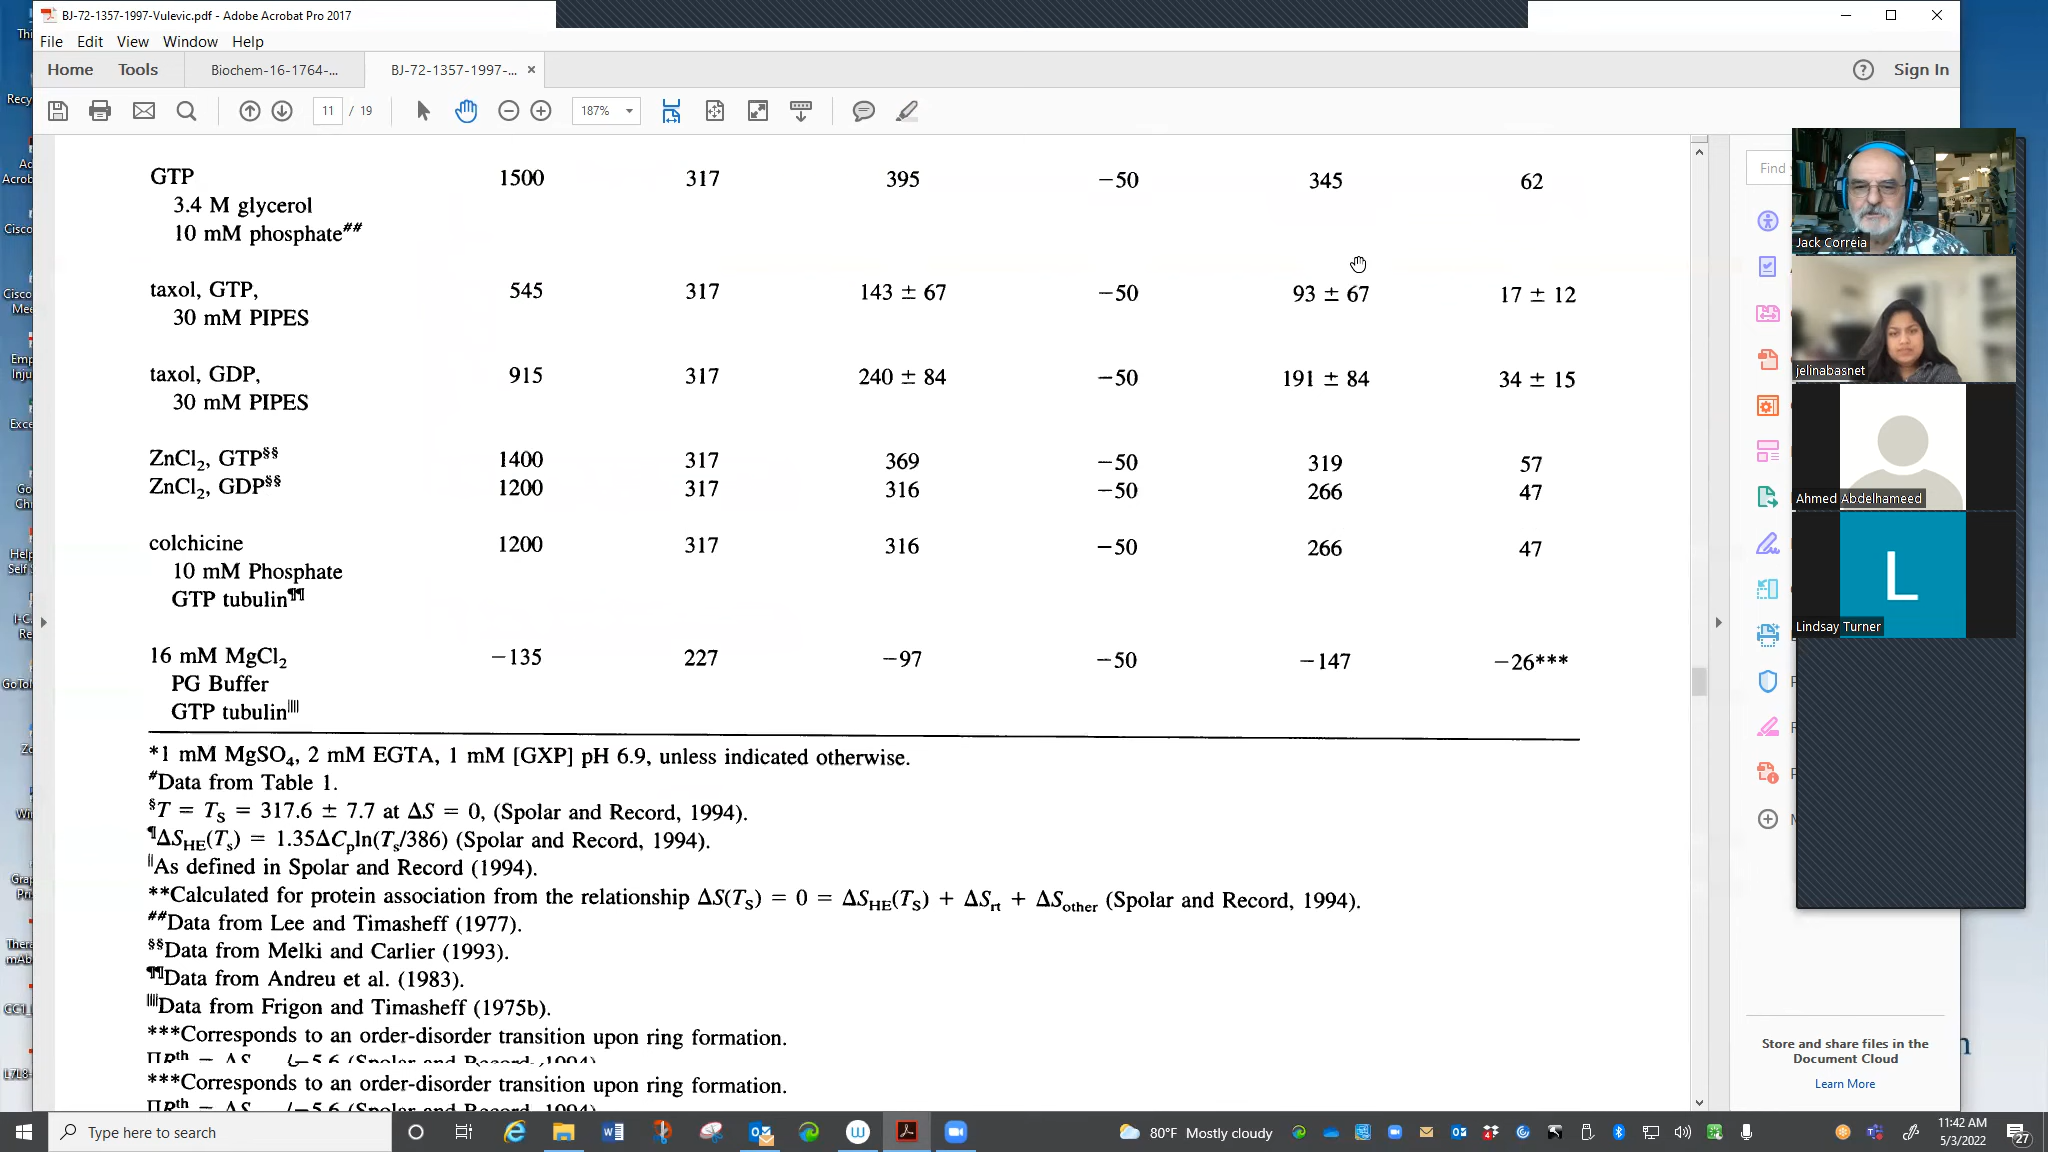 BJ-72-1357-1997-Vulevic.pdf - Adobe Acrobat Pro 2017
File Edit View Window Help
Home Tools Biochem-16-1764-... BJ-72-1357-1997-... × Sign In
11 / 19 187%
GTP 1500 317 395 −50 345 62
3.4 M glycerol
10 mM phosphate##
taxol, GTP, 545 317 143 ± 67 −50 93 ± 67 17 ± 12
30 mM PIPES
taxol, GDP, 915 317 240 ± 84 −50 191 ± 84 34 ± 15
30 mM PIPES
ZnCl2, GTP§§ 1400 317 369 −50 319 57
ZnCl2, GDP§§ 1200 317 316 −50 266 47
colchicine 1200 317 316 −50 266 47
10 mM Phosphate
GTP tubulin¶¶
16 mM MgCl2 −135 227 −97 −50 −147 −26***
PG Buffer
GTP tubulin‖‖
*1 mM MgSO4, 2 mM EGTA, 1 mM [GXP] pH 6.9, unless indicated otherwise.
#Data from Table 1.
§T = TS = 317.6 ± 7.7 at ΔS = 0, (Spolar and Record, 1994).
¶ΔSHE(Ts) = 1.35ΔCpln(Ts/386) (Spolar and Record, 1994).
‖As defined in Spolar and Record (1994).
**Calculated for protein association from the relationship ΔS(TS) = 0 = ΔSHE(TS) + ΔSrt + ΔSother (Spolar and Record, 1994).
##Data from Lee and Timasheff (1977).
§§Data from Melki and Carlier (1993).
¶¶Data from Andreu et al. (1983).
‖‖Data from Frigon and Timasheff (1975b).
***Corresponds to an order-disorder transition upon ring formation.
***Corresponds to an order-disorder transition upon ring formation.
Find
Jack Correia
jelinabasnet
Ahmed Abdelhameed
L
Lindsay Turner
Store and share files in the
Document Cloud
Learn More
Type here to search
80°F Mostly cloudy
11:42 AM
5/3/2022
27